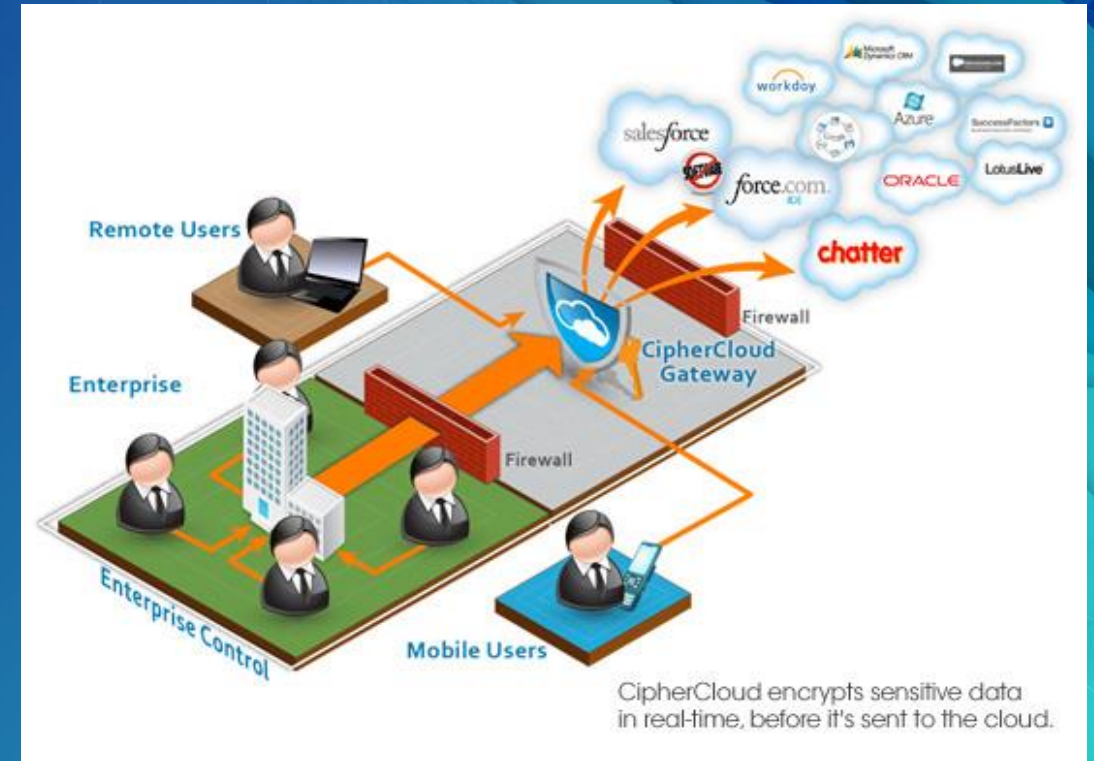 Microsoft
Dynamics CRM
workday
Azure
SuccessFactors
salesforce
force.com
IDE
ORACLE
LotusLive
chatter
Remote Users
Firewall
CipherCloud
Gateway
Enterprise
Firewall
Enterprise Control
Mobile Users
CipherCloud encrypts sensitive data
in real-time, before it's sent to the cloud.